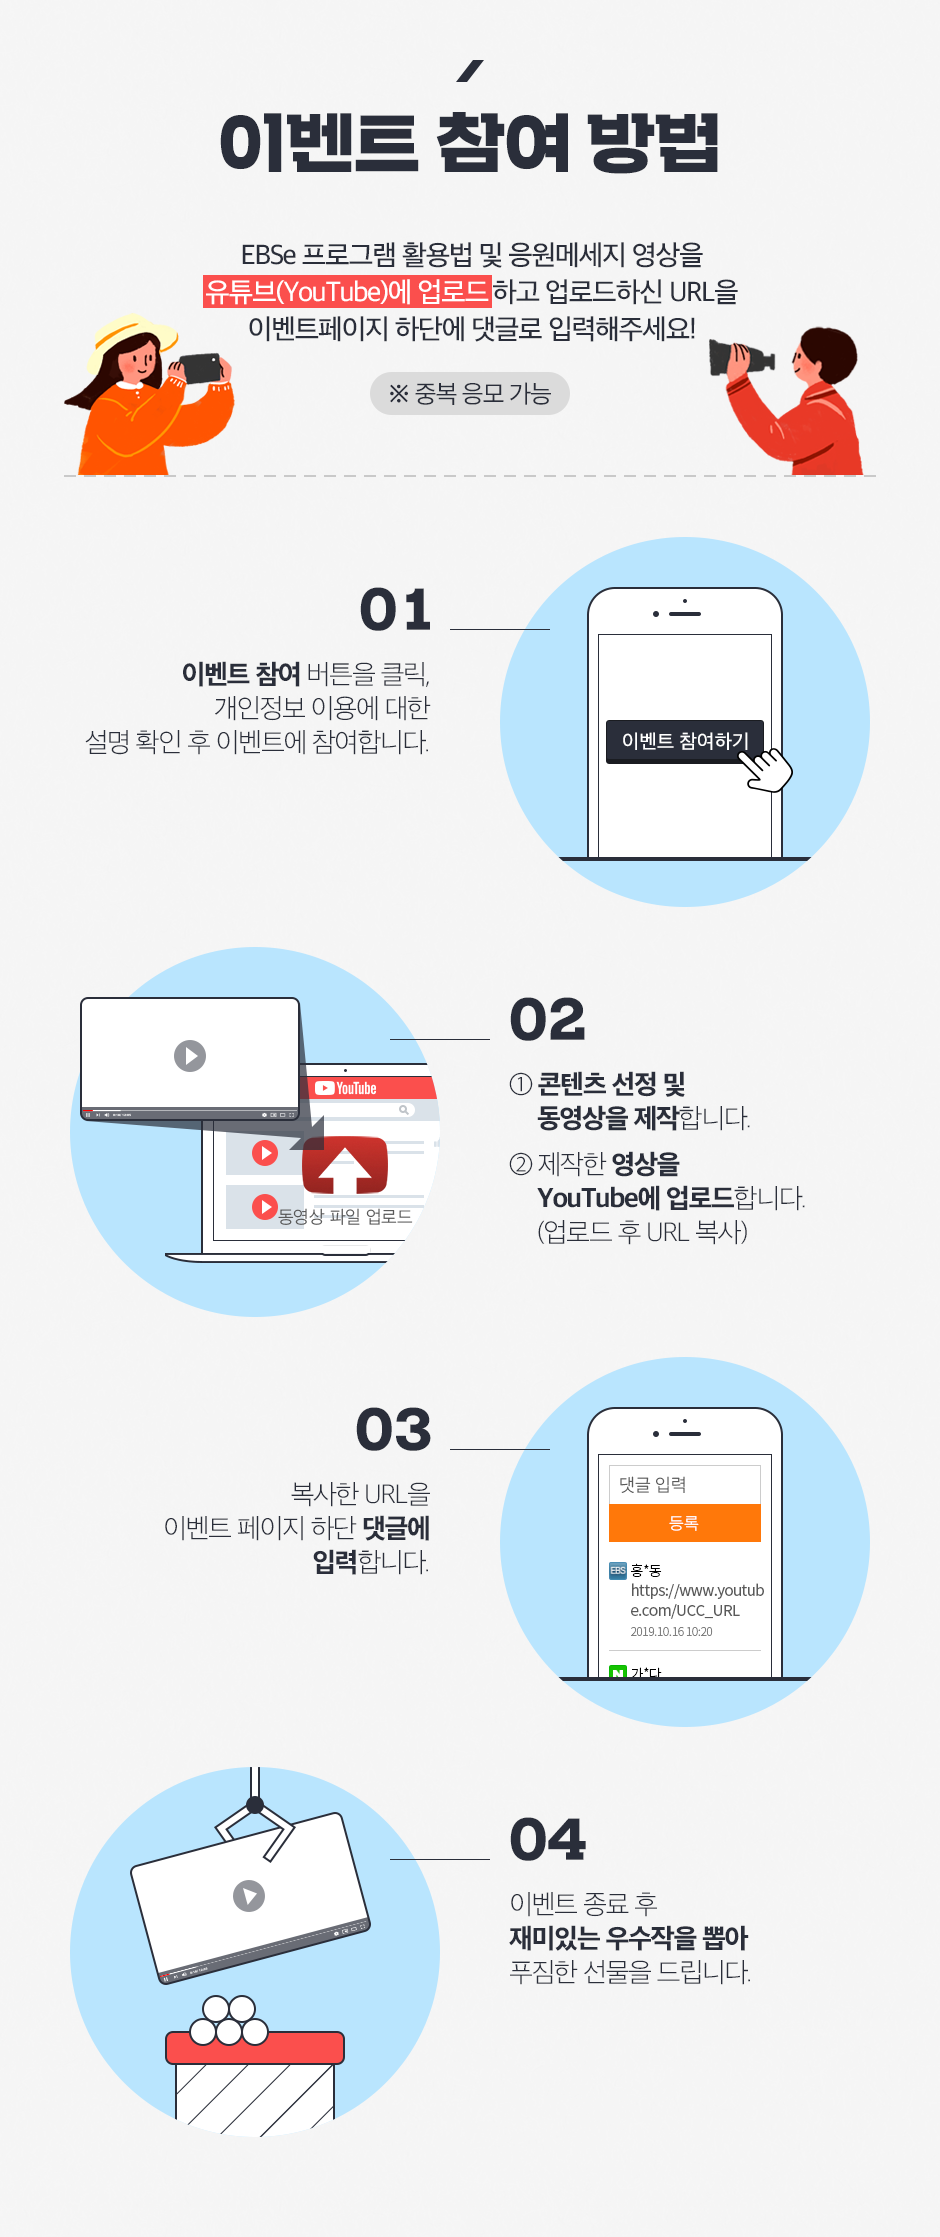 이벤트 참여 방법
EBSe 프로그램 활용법 및 응원메세지 영상을
유튜브(YouTube)에 업로드하고 업로드하신 URL을
이벤트페이지 하단에 댓글로 입력해주세요!
※ 중복 응모 가능
01
이벤트 참여 버튼을 클릭,
개인정보 이용에 대한
설명 확인 후 이벤트에 참여합니다.
이벤트 참여하기
02
① 콘텐츠 선정 및
동영상을 제작합니다.
② 제작한 영상을
YouTube에 업로드합니다.
(업로드 후 URL 복사)
YouTube
동영상 파일 업로드
03
복사한 URL을
이벤트 페이지 하단 댓글에
입력합니다.
댓글 입력
등록
EBS 홍*동
https://www.youtub
e.com/UCC_URL
2019.10.16 10:20
N 가*다
04
이벤트 종료 후
재미있는 우수작을 뽑아
푸짐한 선물을 드립니다.